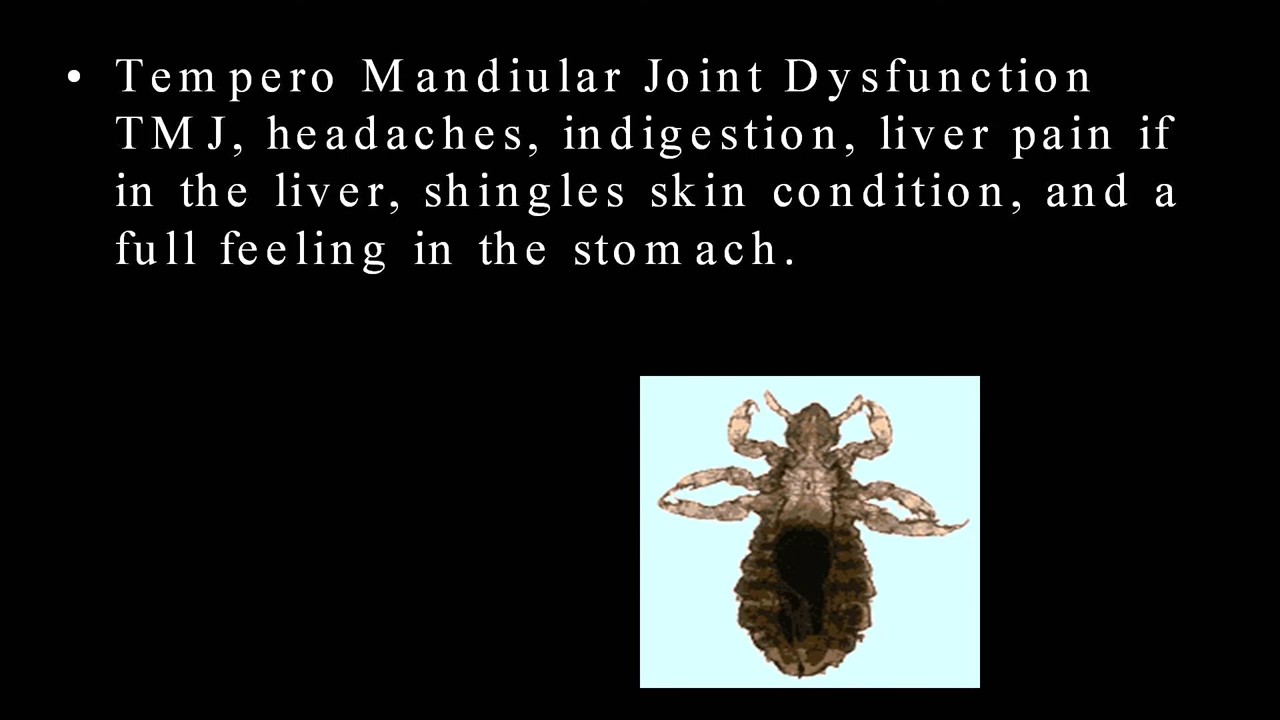 • Tempero Mandiular Joint Dysfunction
TMJ, headaches, indigestion, liver pain if
in the liver, shingles skin condition, and a
full feeling in the stomach.